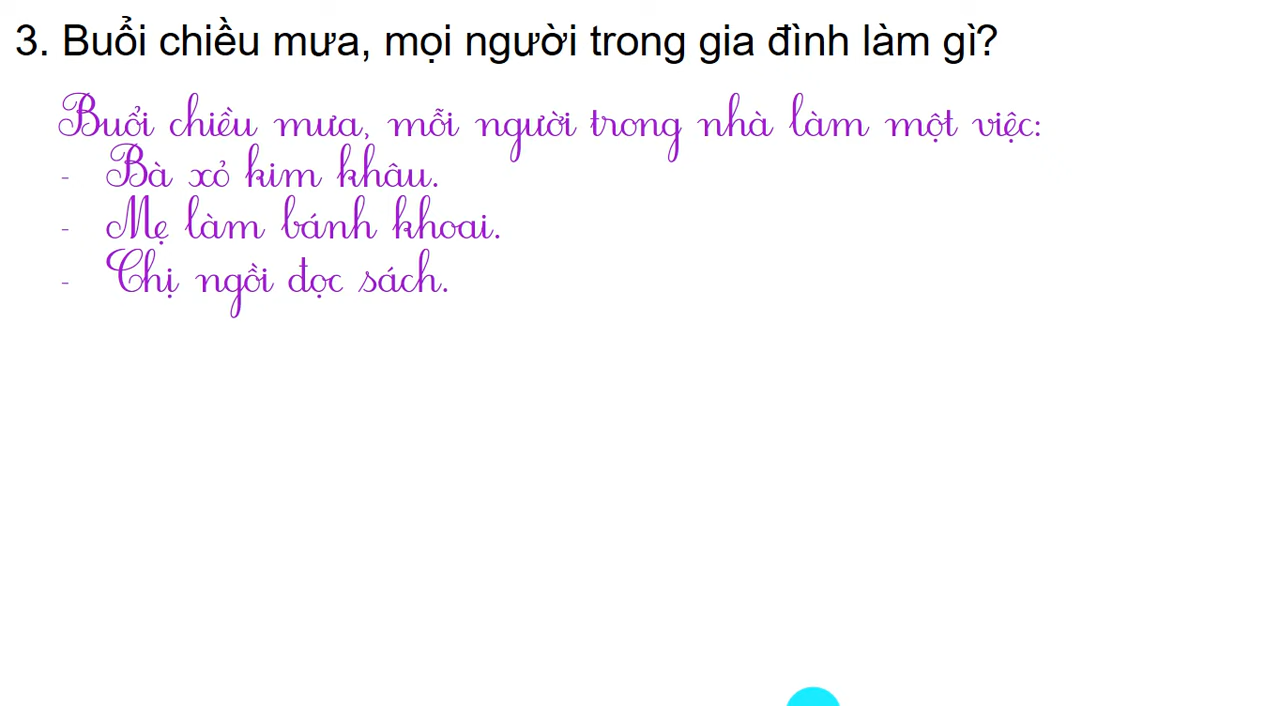 3. Buổi chiều mưa, mọi người trong gia đình làm gì?
Buổi chiều mưa, mỗi người trong nhà làm một việc:
- Bà xỏ kim khâu.
- Mẹ làm bánh khoai.
- Chị ngồi đọc sách.